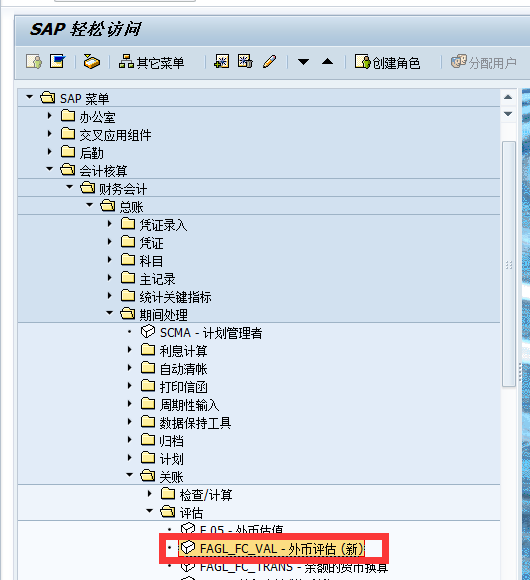 SAP 轻松访问
其它菜单 创建角色 分配用户
SAP 菜单
办公室
交叉应用组件
后勤
会计核算
财务会计
总账
凭证录入
凭证
科目
主记录
统计关键指标
期间处理
SCMA - 计划管理者
利息计算
自动清帐
打印信函
周期性输入
数据保持工具
归档
计划
关账
检查/计算
评估
F.05 - 外币估值
FAGL_FC_VAL - 外币评估 (新)
FAGL_FC_TRANS - 余额的货币换算